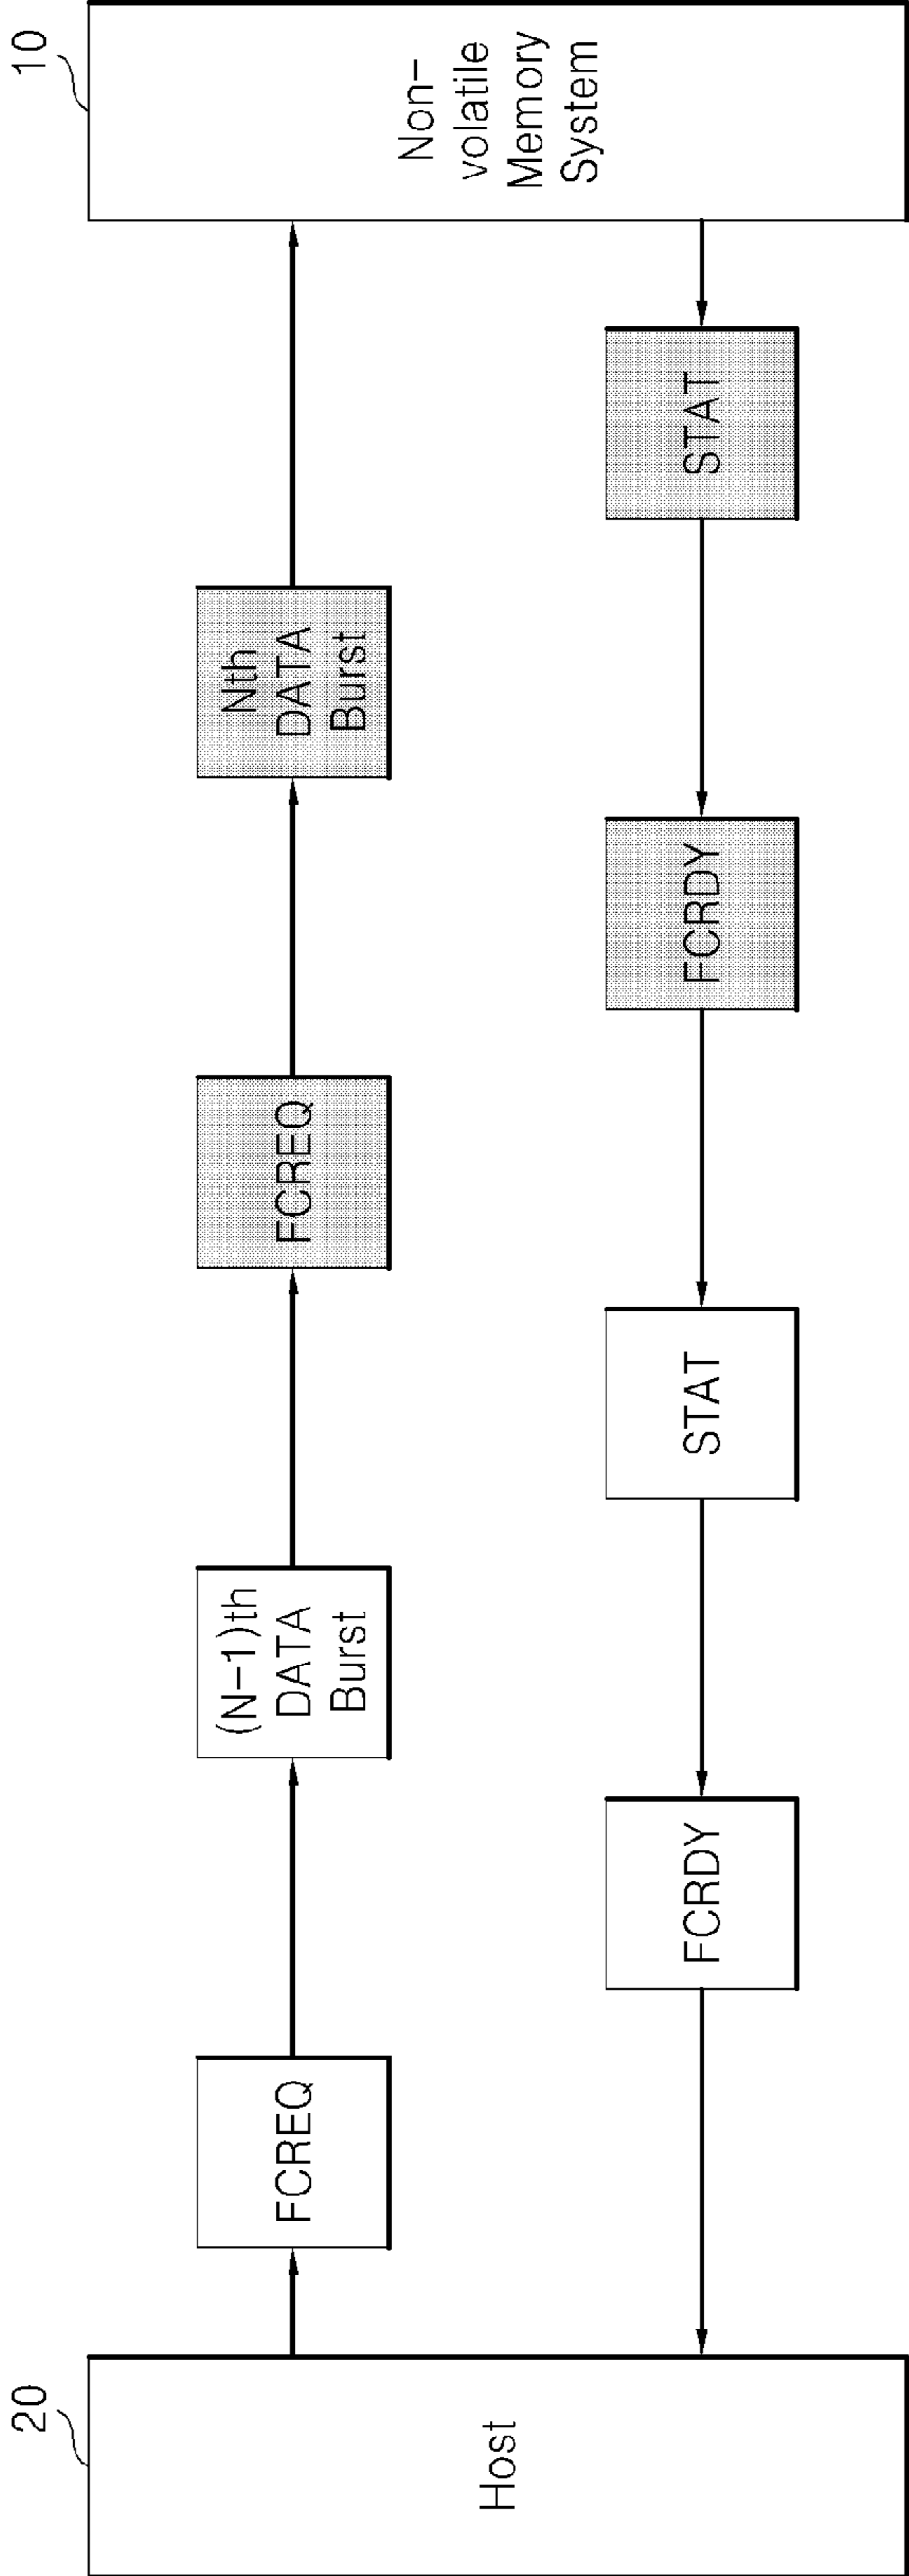 20
Host
FCREQ
(N-1)th
DATA
Burst
FCREQ
Nth
DATA
Burst
FCRDY
STAT
FCRDY
STAT
10
Non-
volatile
Memory
System